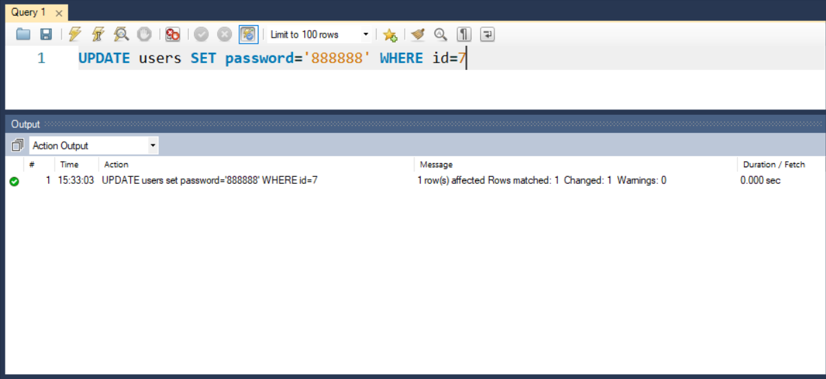 Query 1
Limit to 100 rows
1 UPDATE users SET password='888888' WHERE id=7
Output
Action Output
# Time Action Message Duration / Fetch
1 15:33:03 UPDATE users set password='888888' WHERE id=7 1 row(s) affected Rows matched: 1 Changed: 1 Warnings: 0 0.000 sec